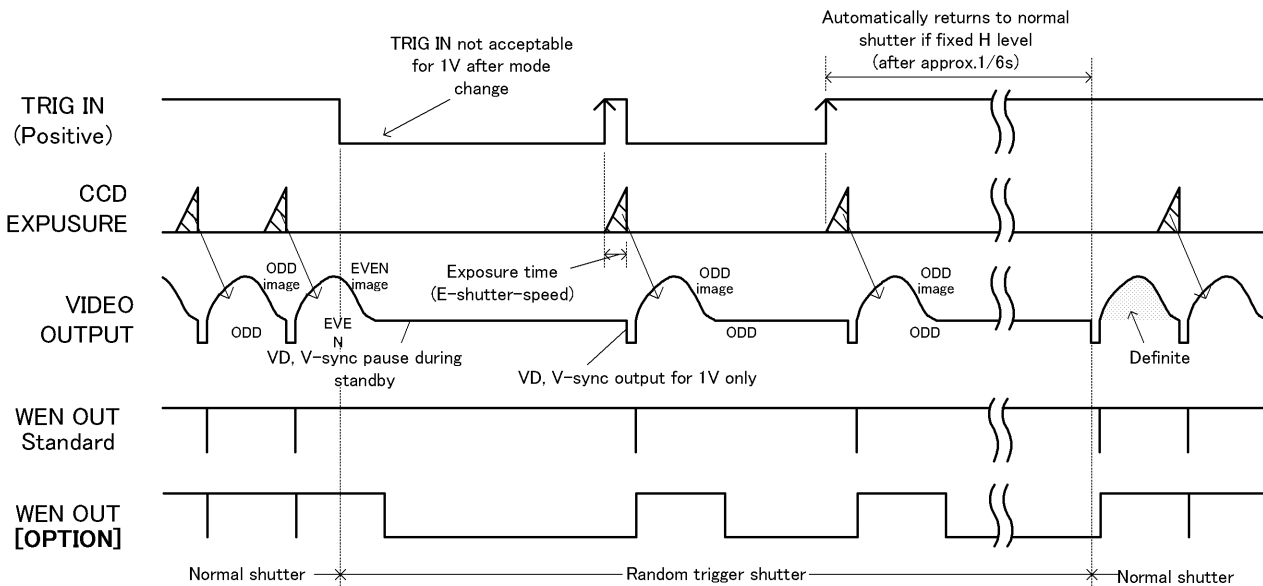 Automatically returns to normal
shutter if fixed H level
(after approx.1/6s)
TRIG IN not acceptable
for 1V after mode
change
TRIG IN
(Positive)
CCD
EXPUSURE
ODD
image
EVEN
image
Exposure time
(E-shutter-speed)
ODD
image
ODD
image
VIDEO
OUTPUT
ODD
EVE
N
ODD
ODD
VD, V-sync pause during
standby
VD, V-sync output for 1V only
Definite
WEN OUT
Standard
WEN OUT
[OPTION]
Normal shutter
Random trigger shutter
Normal shutter